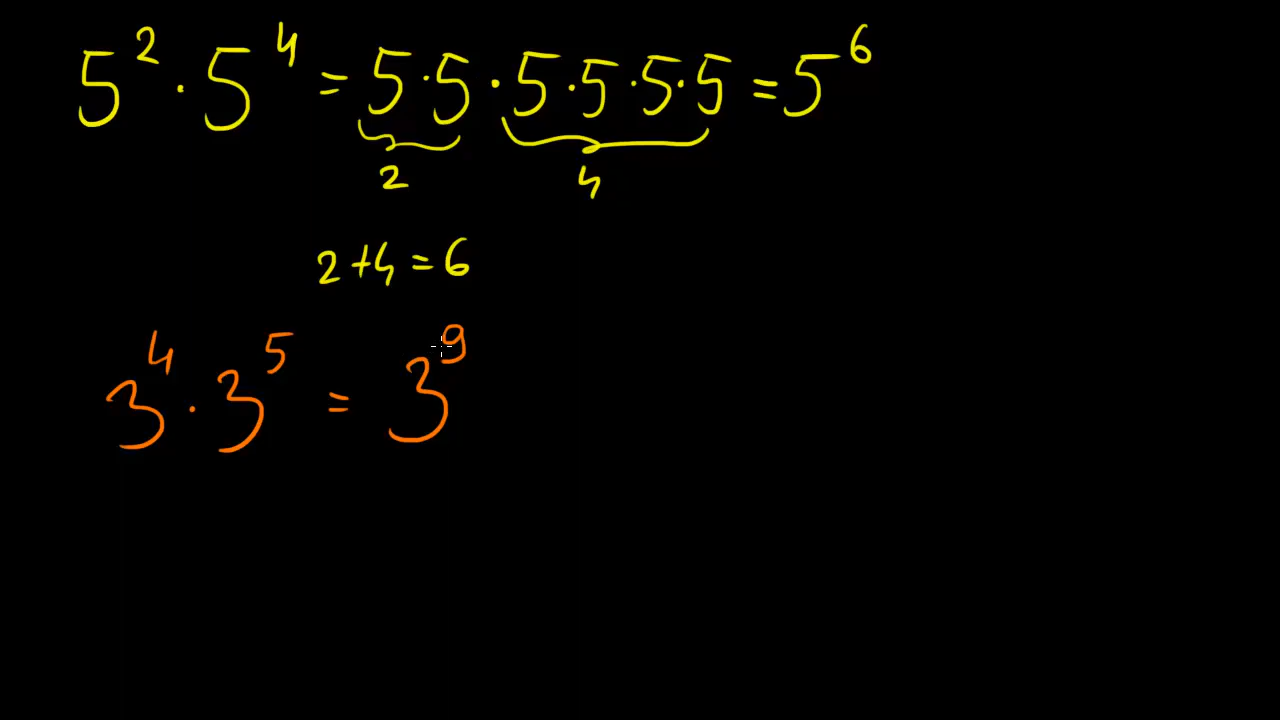 5² · 5⁴ = 5 · 5 · 5 · 5 · 5 · 5 = 5⁶
2 4
2 + 4 = 6
3⁴ · 3⁵ = 3⁹